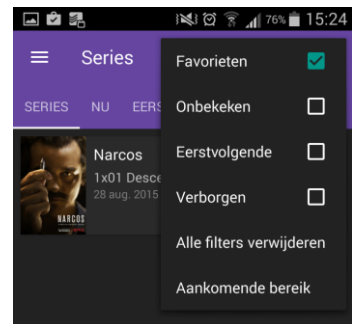 76% 15:24
Series
SERIES NU EERS
Narcos
1x01 Desce
28 aug. 2015
NARCOS
Favorieten
Onbekeken
Eerstvolgende
Verborgen
Alle filters verwijderen
Aankomende bereik